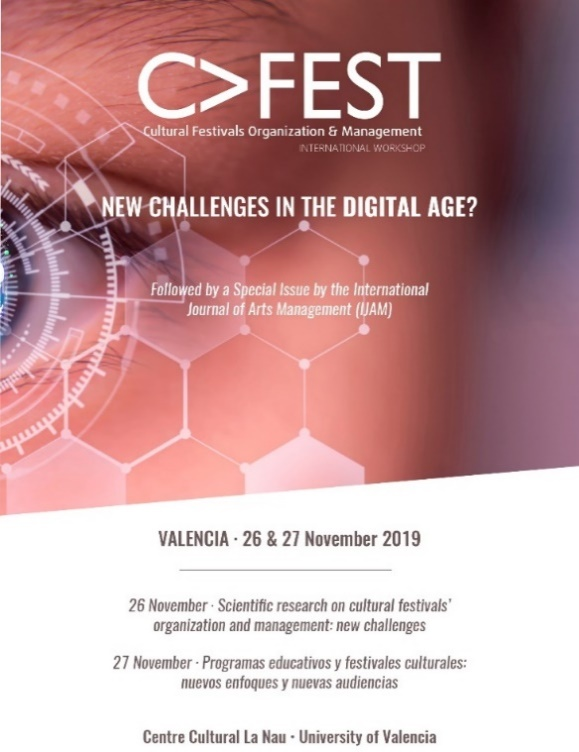 C>FEST
Cultural Festivals Organization & Management
INTERNATIONAL WORKSHOP
NEW CHALLENGES IN THE DIGITAL AGE?
Followed by a Special Issue by the International
Journal of Arts Management (IJAM)
VALENCIA · 26 & 27 November 2019
26 November · Scientific research on cultural festivals'
organization and management: new challenges
27 November · Programas educativos y festivales culturales:
nuevos enfoques y nuevas audiencias
Centre Cultural La Nau · University of Valencia